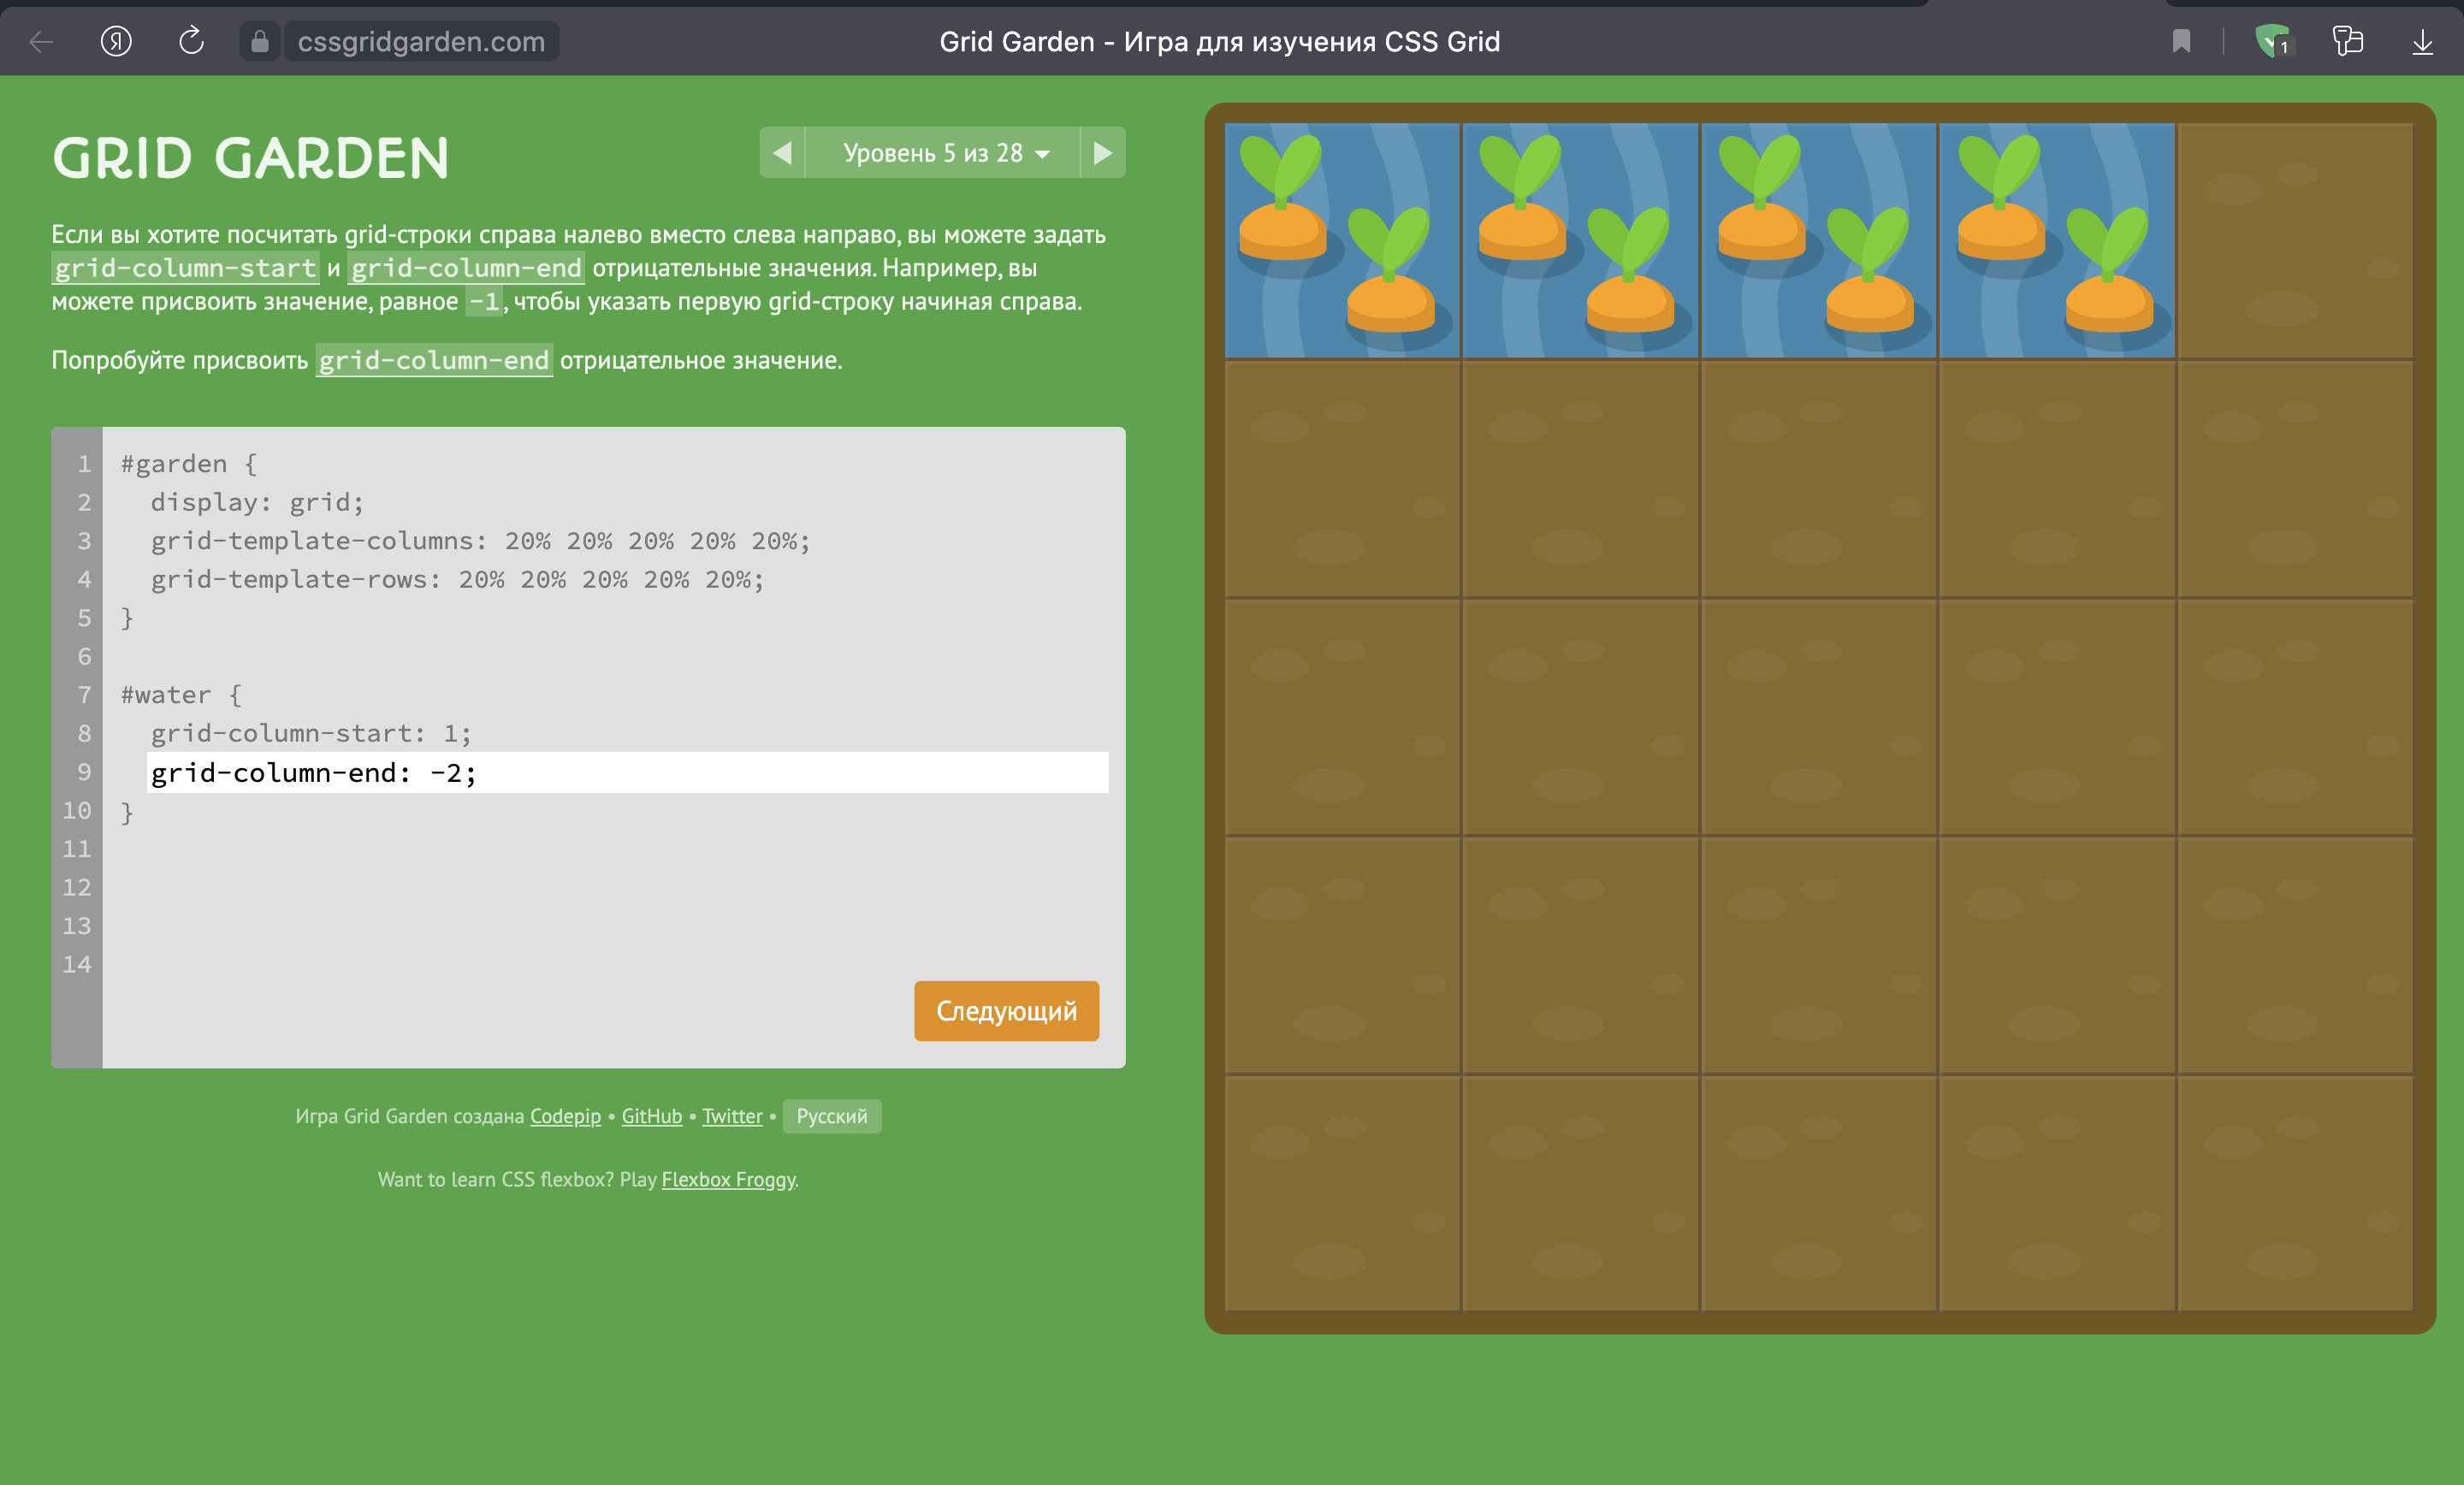 cssgridgarden.com
Grid Garden - Игра для изучения CSS Grid
1
GRID GARDEN
Уровень 5 из 28
Если вы хотите посчитать grid-строки справа налево вместо слева направо, вы можете задать
grid-column-start и grid-column-end отрицательные значения. Например, вы
можете присвоить значение, равное -1, чтобы указать первую grid-строку начиная справа.
Попробуйте присвоить grid-column-end отрицательное значение.
1 #garden {
2 display: grid;
3 grid-template-columns: 20% 20% 20% 20% 20%;
4 grid-template-rows: 20% 20% 20% 20% 20%;
5 }
6
7 #water {
8 grid-column-start: 1;
9 grid-column-end: -2;
10 }
11
12
13
14
Следующий
Игра Grid Garden создана Codepip • GitHub • Twitter • Русский
Want to learn CSS flexbox? Play Flexbox Froggy.